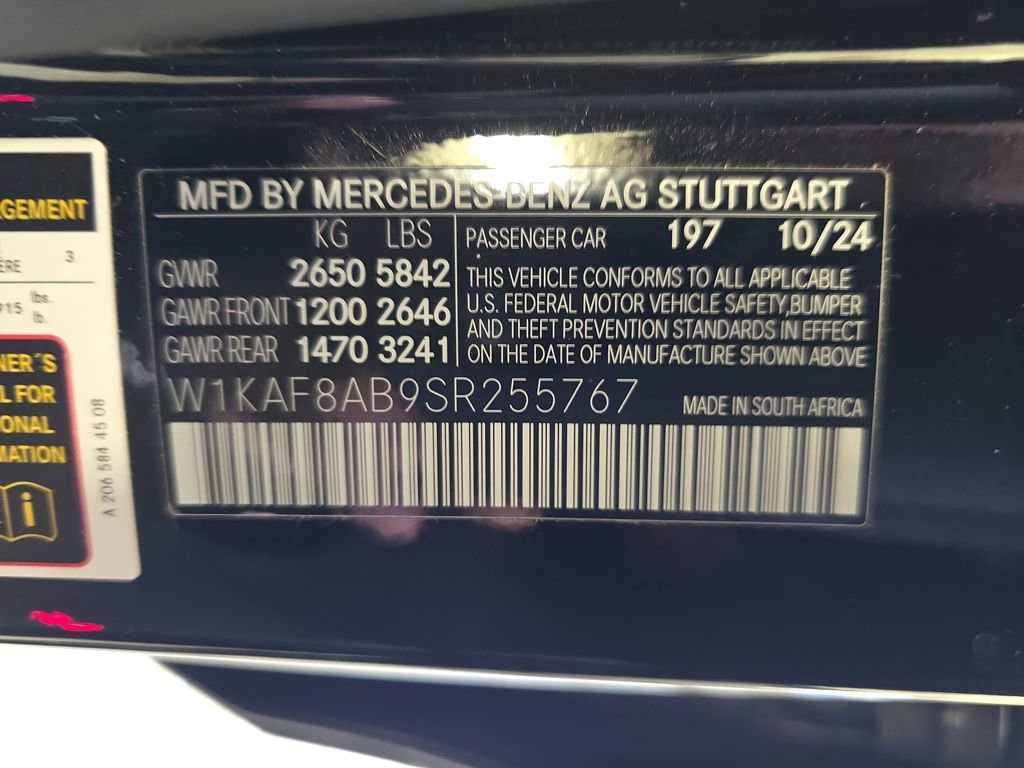 MFD BY MERCEDES-BENZ AG STUTTGART
KG LBS
GVWR 2650 5842
GAWR FRONT 1200 2646
GAWR REAR 1470 3241
PASSENGER CAR 197 10/24
THIS VEHICLE CONFORMS TO ALL APPLICABLE
U.S. FEDERAL MOTOR VEHICLE SAFETY, BUMPER
AND THEFT PREVENTION STANDARDS IN EFFECT
ON THE DATE OF MANUFACTURE SHOWN ABOVE
W1KAF8AB9SR255767
MADE IN SOUTH AFRICA
GEMENT
ERE 3
915 lbs.
lb.
NER´S
L FOR
ONAL
MATION
i
A 206 584 45 08